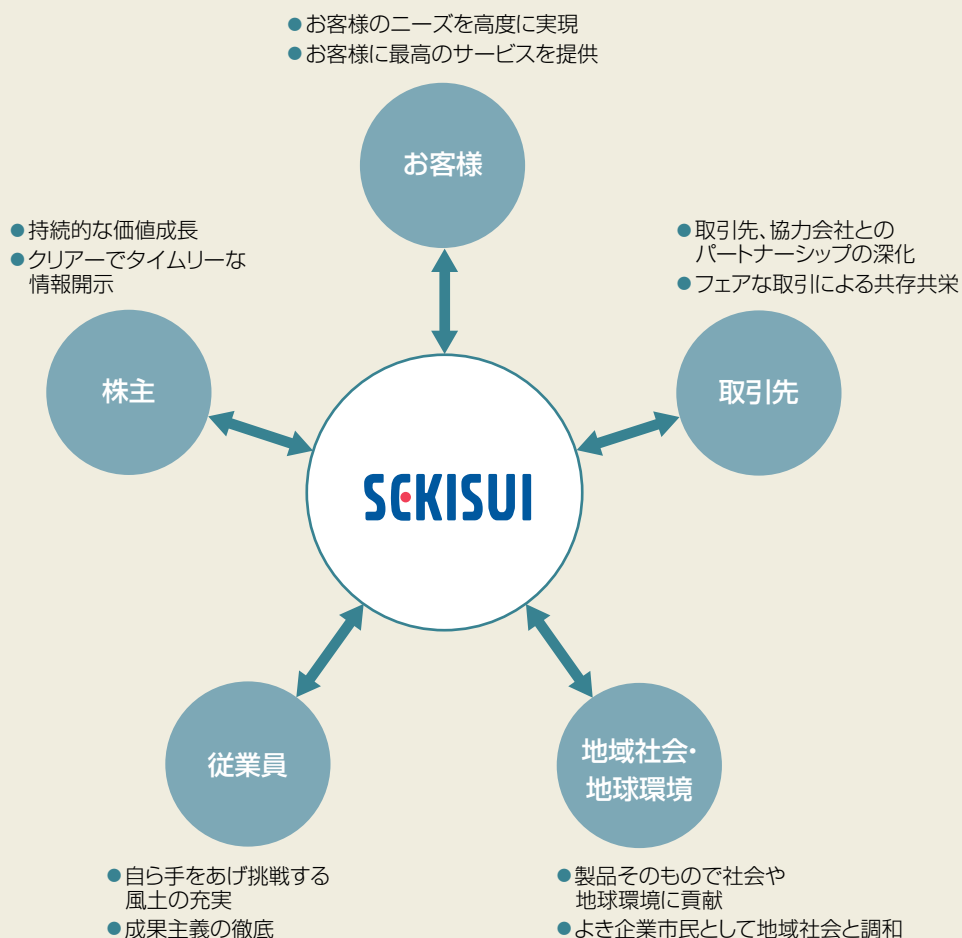 ●お客様のニーズを高度に実現
●お客様に最高のサービスを提供
お客様
●持続的な価値成長
●クリアーでタイムリーな
情報開示
株主
●取引先、協力会社との
パートナーシップの深化
●フェアな取引による共存共栄
取引先
SEKISUI
従業員
●自ら手をあげ挑戦する
風土の充実
●成果主義の徹底
地域社会・
地球環境
●製品そのもので社会や
地球環境に貢献
●よき企業市民として地域社会と調和